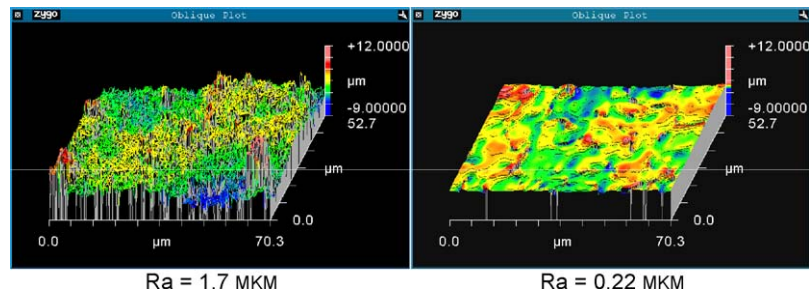 zygo Oblique Plot
+12.0000
µm
-9.00000
52.7
µm
0.0
0.0 µm 70.3
Ra = 1,7 мкм
zygo Oblique Plot
+12.0000
µm
-9.00000
52.7
µm
0.0
0.0 µm 70.3
Ra = 0,22 мкм